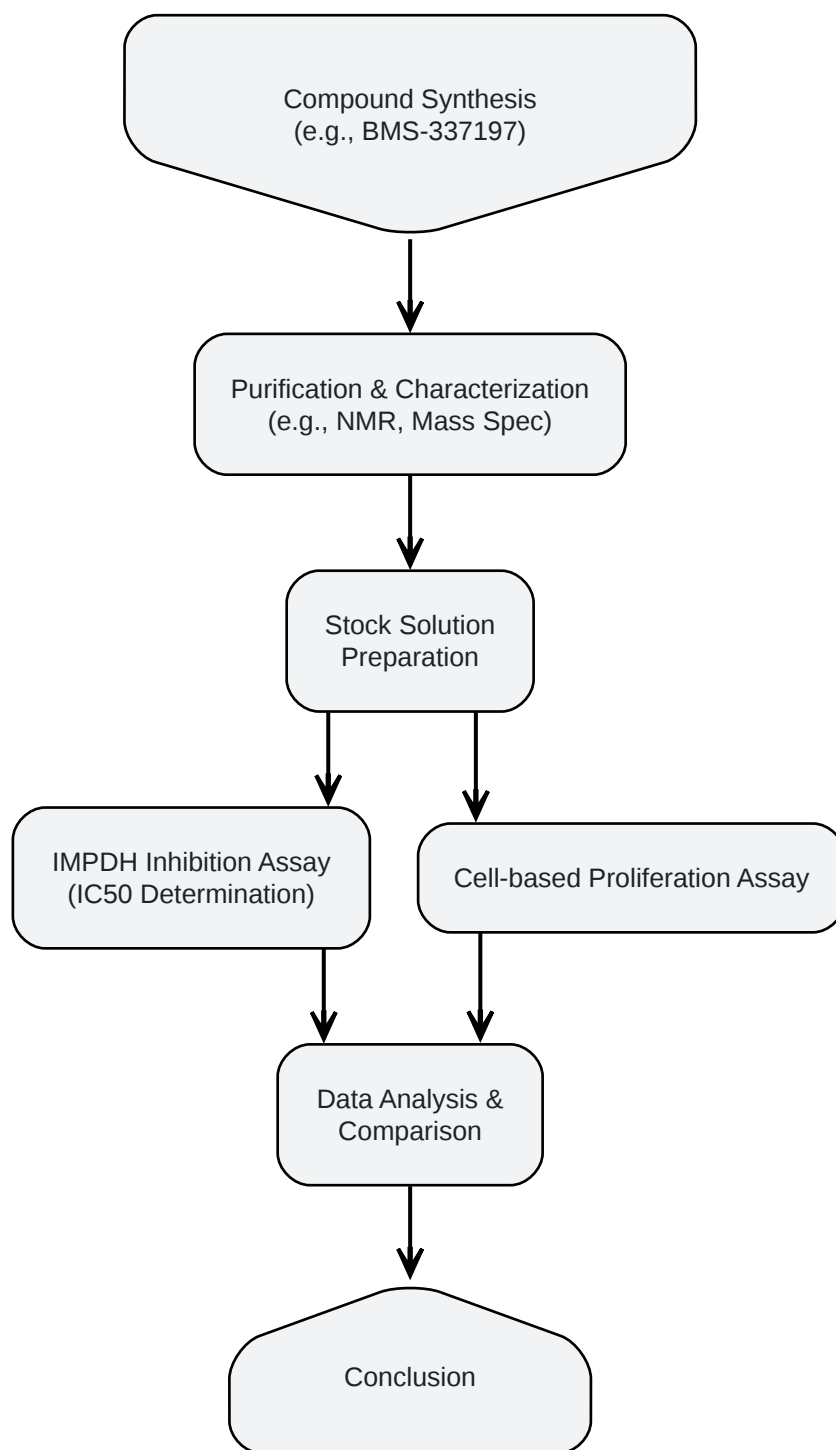 Compound Synthesis
(e.g., BMS-337197)
Purification & Characterization
(e.g., NMR, Mass Spec)
Stock Solution
Preparation
IMPDH Inhibition Assay
(IC50 Determination)
Cell-based Proliferation Assay
Data Analysis &
Comparison
Conclusion